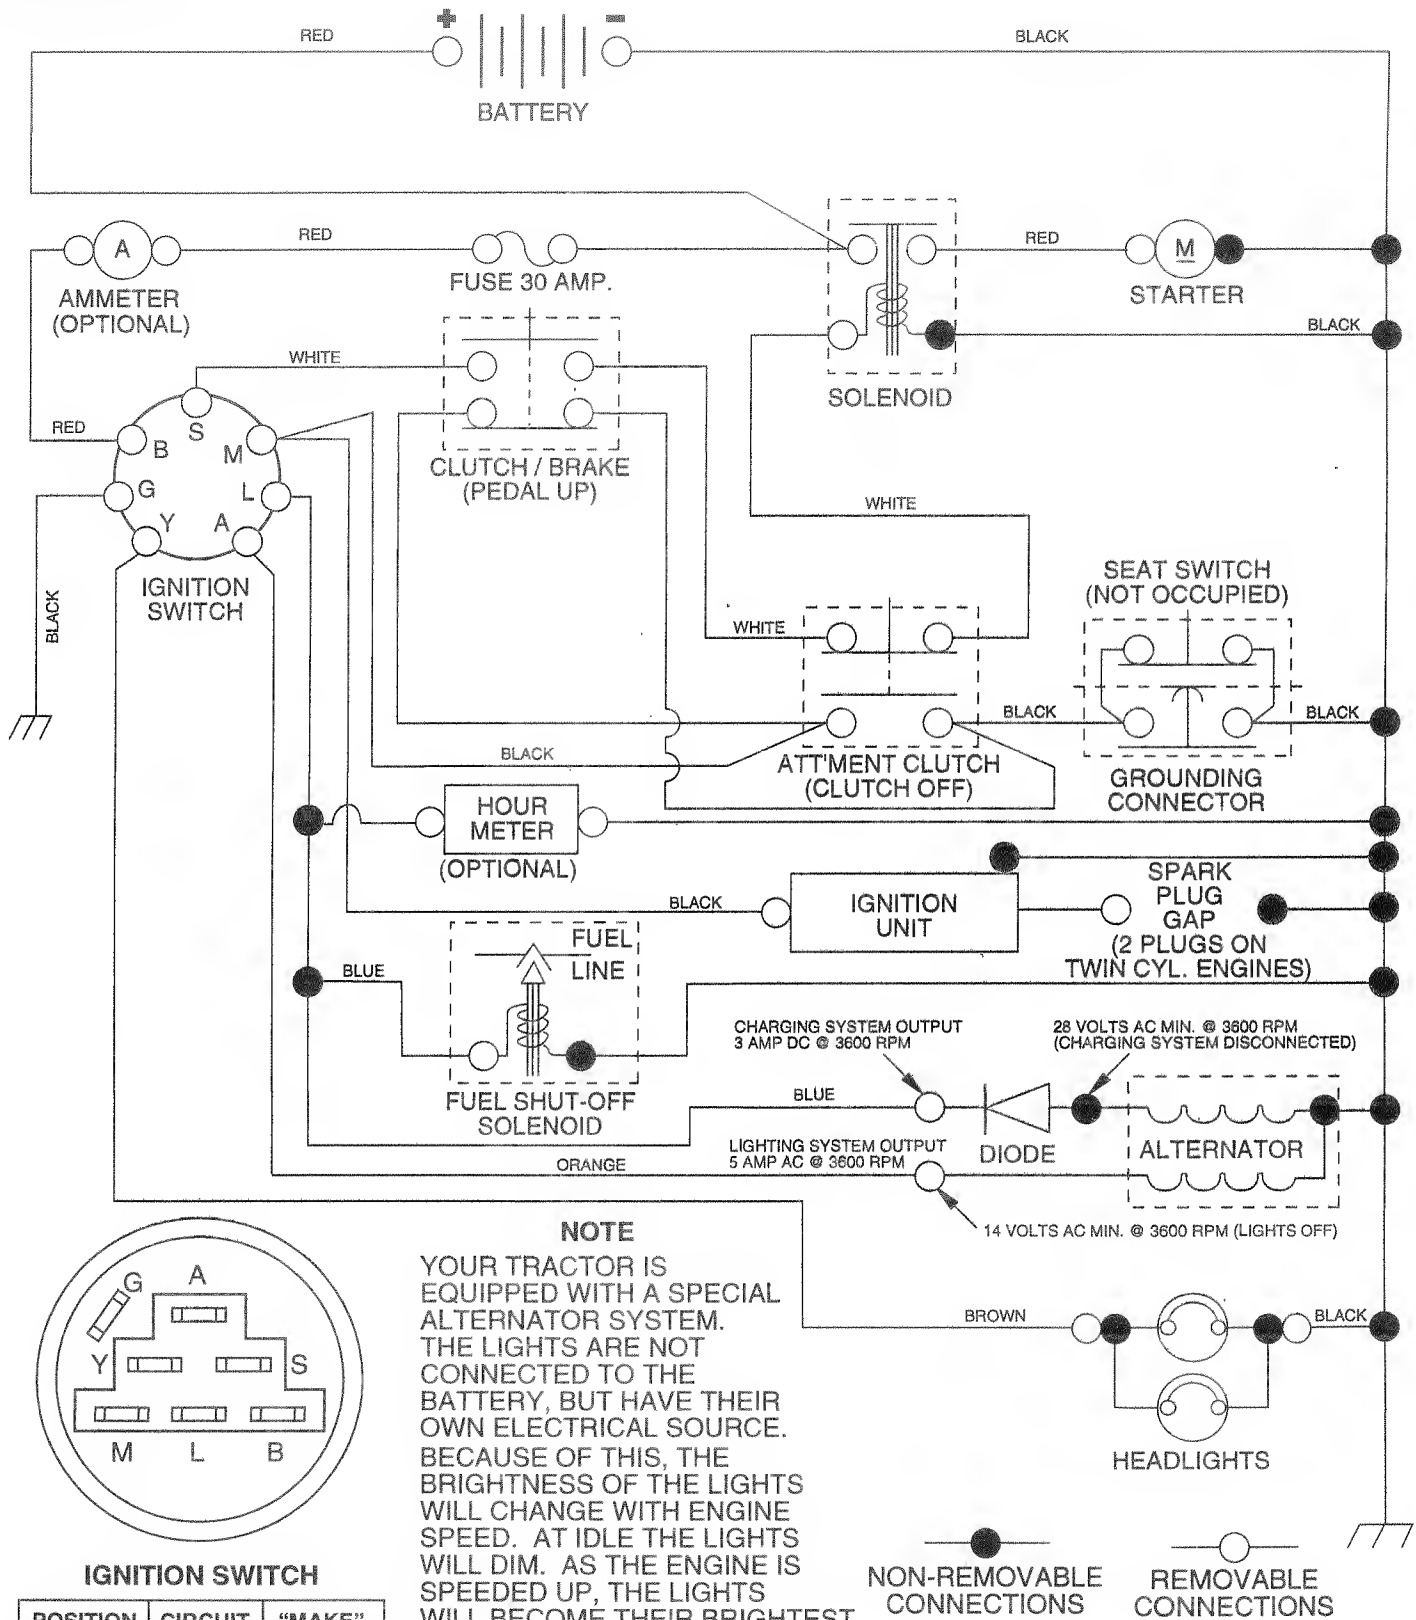 + -
RED
BLACK
BATTERY
RED
A
AMMETER
(OPTIONAL)
FUSE 30 AMP.
RED
M
STARTER
BLACK
SOLENOID
WHITE
RED
S
B
M
G
L
Y
A
IGNITION
SWITCH
BLACK
CLUTCH / BRAKE
(PEDAL UP)
WHITE
SEAT SWITCH
(NOT OCCUPIED)
WHITE
BLACK
BLACK
BLACK
ATT'MENT CLUTCH
(CLUTCH OFF)
GROUNDING
CONNECTOR
HOUR
METER
(OPTIONAL)
BLACK
IGNITION
UNIT
SPARK
PLUG
GAP
(2 PLUGS ON
TWIN CYL. ENGINES)
FUEL
LINE
BLUE
FUEL SHUT-OFF
SOLENOID
CHARGING SYSTEM OUTPUT
3 AMP DC @ 3600 RPM
28 VOLTS AC MIN. @ 3600 RPM
(CHARGING SYSTEM DISCONNECTED)
BLUE
DIODE
ALTERNATOR
LIGHTING SYSTEM OUTPUT
5 AMP AC @ 3600 RPM
ORANGE
14 VOLTS AC MIN. @ 3600 RPM (LIGHTS OFF)
NOTE
YOUR TRACTOR IS
EQUIPPED WITH A SPECIAL
ALTERNATOR SYSTEM.
THE LIGHTS ARE NOT
CONNECTED TO THE
BATTERY, BUT HAVE THEIR
OWN ELECTRICAL SOURCE.
BECAUSE OF THIS, THE
BRIGHTNESS OF THE LIGHTS
WILL CHANGE WITH ENGINE
SPEED. AT IDLE THE LIGHTS
WILL DIM. AS THE ENGINE IS
SPEEDED UP, THE LIGHTS
WILL BECOME THEIR BRIGHTEST
BROWN
BLACK
HEADLIGHTS
G
A
Y
S
M
L
B
IGNITION SWITCH
POSITION CIRCUIT "MAKE"
NON-REMOVABLE
CONNECTIONS
REMOVABLE
CONNECTIONS